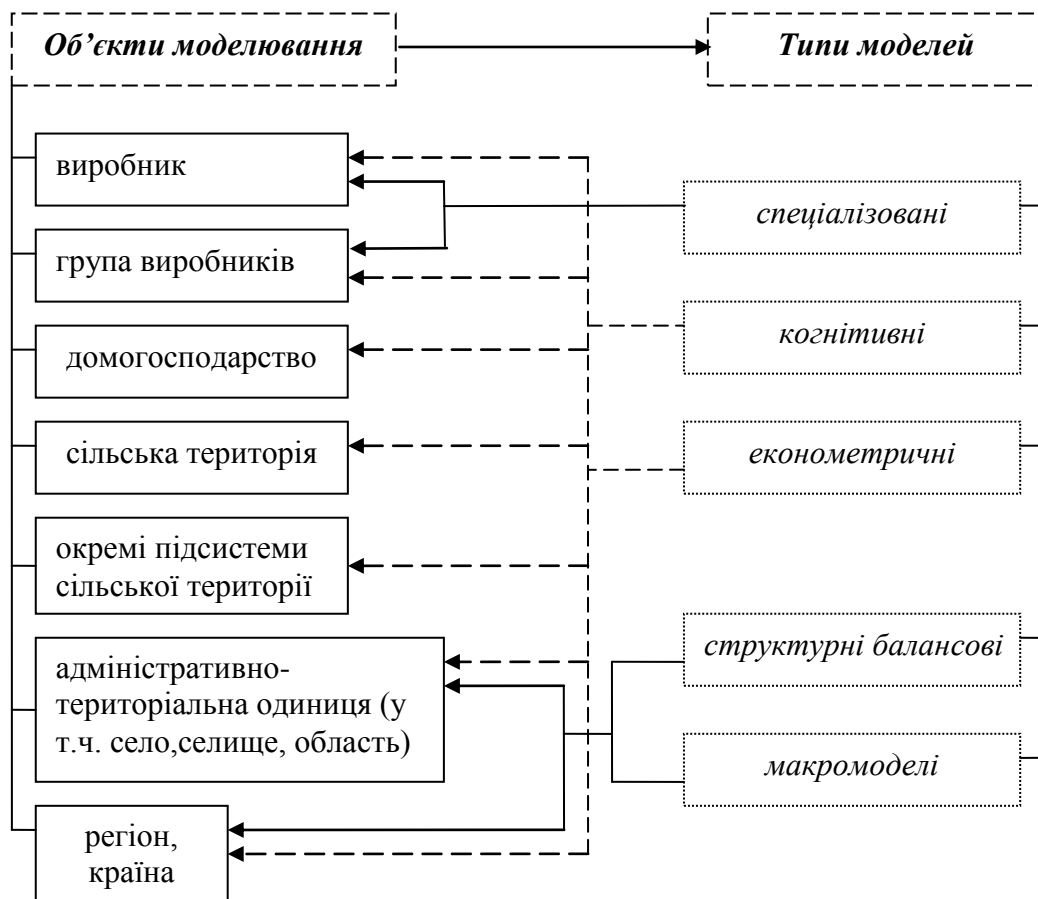 Об’єкти моделювання
Типи моделей
виробник
група виробників
домогосподарство
сільська територія
окремі підсистеми
сільської території
адміністративно-
територіальна одиниця (у
т.ч. село,селище, область)
регіон,
країна
спеціалізовані
когнітивні
економетричні
структурні балансові
макромоделі